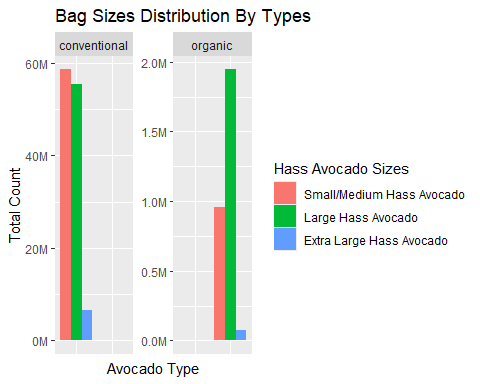 Bag Sizes Distribution By Types
conventional
organic
60M
40M
20M
0M
2.0M
1.5M
1.0M
0.5M
0.0M
Total Count
Avocado Type
Hass Avocado Sizes
Small/Medium Hass Avocado
Large Hass Avocado
Extra Large Hass Avocado